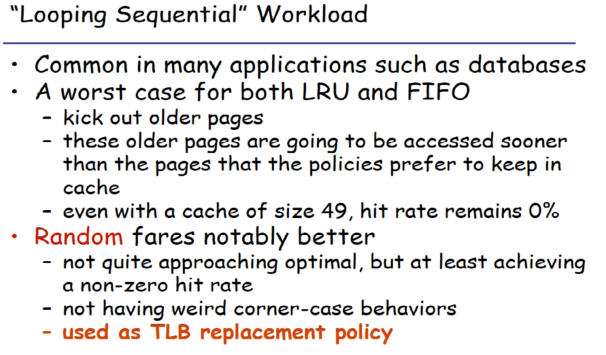 “Looping Sequential” Workload
• Common in many applications such as databases
• A worst case for both LRU and FIFO
– kick out older pages
– these older pages are going to be accessed sooner
than the pages that the policies prefer to keep in
cache
– even with a cache of size 49, hit rate remains 0%
• Random fares notably better
– not quite approaching optimal, but at least achieving
a non-zero hit rate
– not having weird corner-case behaviors
– used as TLB replacement policy